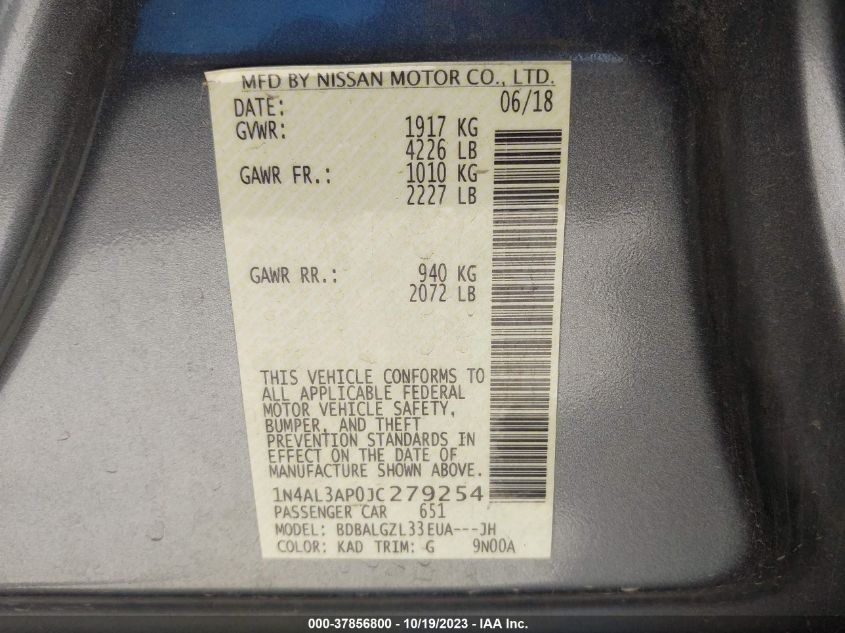 MFD BY NISSAN MOTOR CO., LTD.
DATE: 06/18
GVWR: 1917 KG
4226 LB
GAWR FR.: 1010 KG
2227 LB
GAWR RR.: 940 KG
2072 LB
THIS VEHICLE CONFORMS TO
ALL APPLICABLE FEDERAL
MOTOR VEHICLE SAFETY,
BUMPER, AND THEFT
PREVENTION STANDARDS IN
EFFECT ON THE DATE OF
MANUFACTURE SHOWN ABOVE.
1N4AL3AP0JC279254
PASSENGER CAR 651
MODEL: BDBALGZL33EUA---JH
COLOR: KAD TRIM: G 9N00A
000-37856800 - 10/19/2023 - IAA Inc.